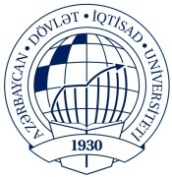 AZƏRBAYCAN • DÖVLƏT • İQTİSAD • UNİVERSİTETİ
1930